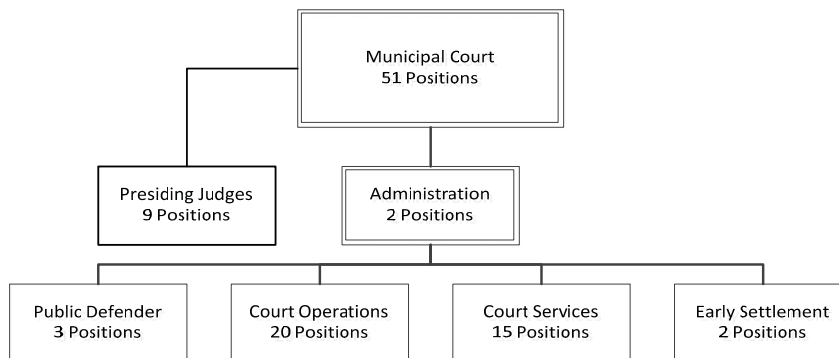 Municipal Court
51 Positions
Presiding Judges
9 Positions
Administration
2 Positions
Public Defender
3 Positions
Court Operations
20 Positions
Court Services
15 Positions
Early Settlement
2 Positions